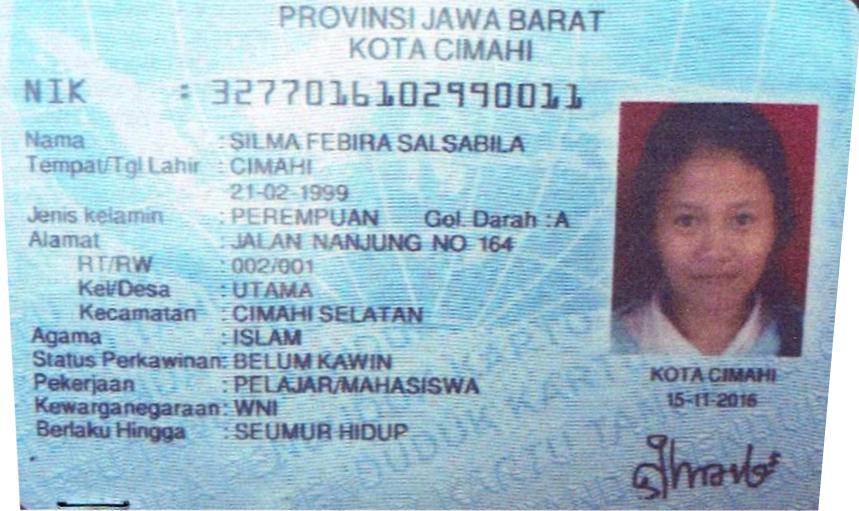 PROVINSI JAWA BARAT
KOTA CIMAHI
NIK : 3277016102990011
Nama : SILMA FEBIRA SALSABILA
Tempat/Tgl Lahir : CIMAHI
21-02-1999
Jenis kelamin : PEREMPUAN Gol. Darah : A
Alamat : JALAN NANJUNG NO 164
RT/RW : 002/001
Kel/Desa : UTAMA
Kecamatan : CIMAHI SELATAN
Agama : ISLAM
Status Perkawinan: BELUM KAWIN
Pekerjaan : PELAJAR/MAHASISWA
Kewarganegaraan: WNI
Berlaku Hingga : SEUMUR HIDUP
KOTA CIMAHI
15-11-2016